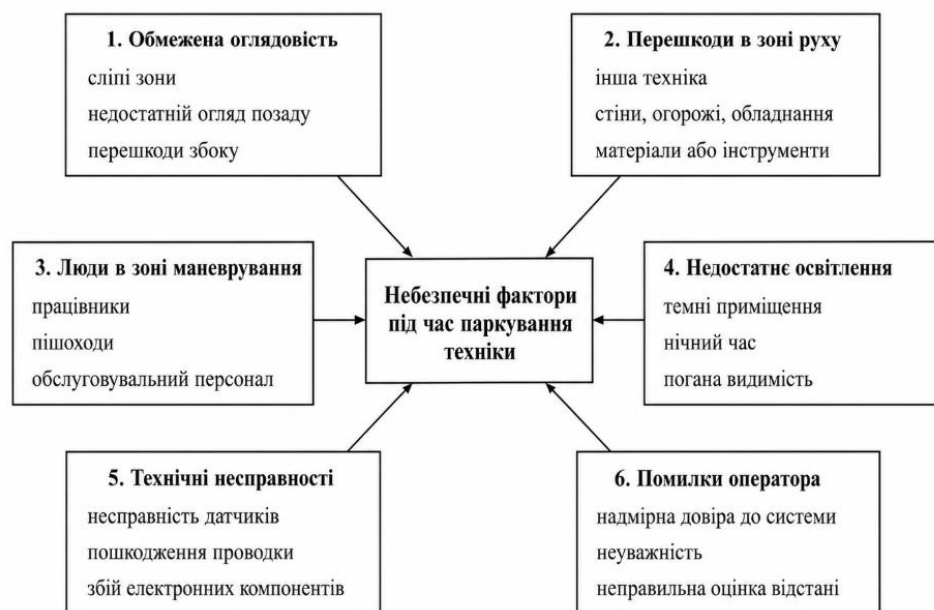 1. Обмежена оглядовість
сліпі зони
недостатній огляд позаду
перешкоди збоку
2. Перешкоди в зоні руху
інша техніка
стіни, огорожі, обладнання
матеріали або інструменти
3. Люди в зоні маневрування
працівники
пішоходи
обслуговувальний персонал
Небезпечні фактори
під час паркування
техніки
4. Недостатнє освітлення
темні приміщення
нічний час
погана видимість
5. Технічні несправності
несправність датчиків
пошкодження проводки
збій електронних компонентів
6. Помилки оператора
надмірна довіра до системи
неуважність
неправильна оцінка відстані